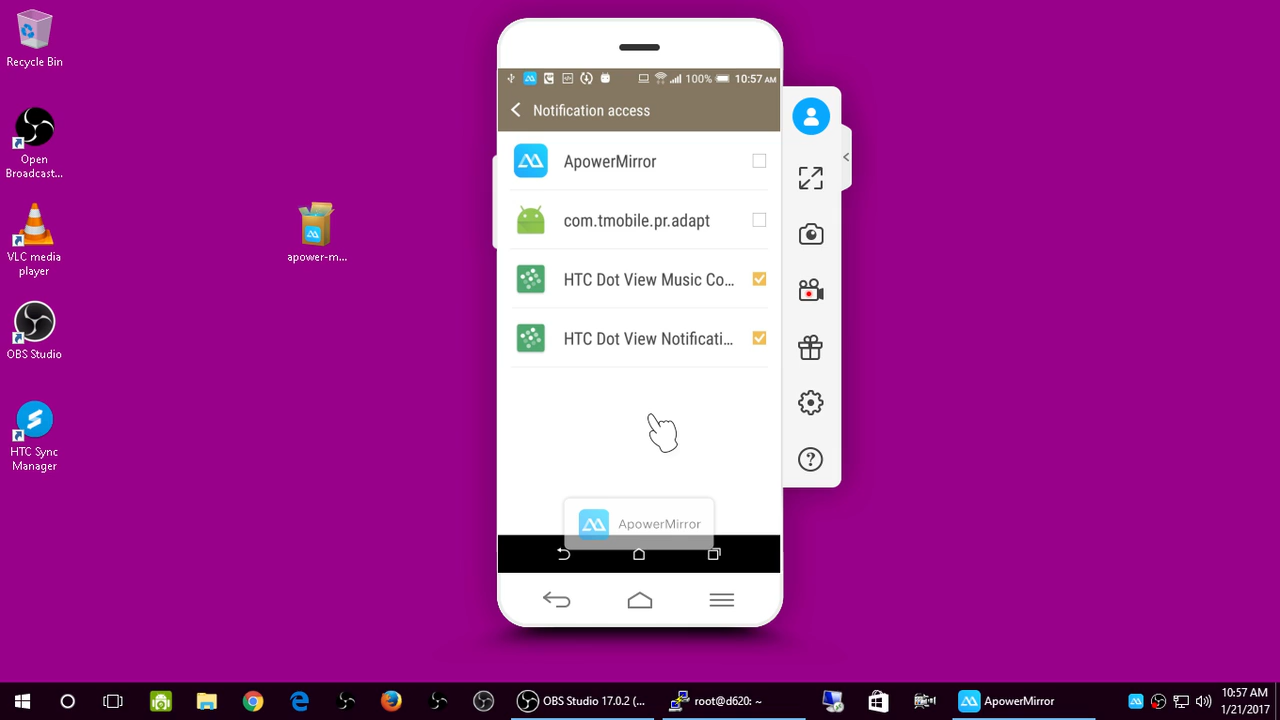 Recycle Bin
Open
Broadcast...
VLC media
player
OBS Studio
HTC Sync
Manager
apower-m...
100% 10:57 AM
Notification access
ApowerMirror
com.tmobile.pr.adapt
HTC Dot View Music Co...
HTC Dot View Notificati...
ApowerMirror
OBS Studio 17.0.2 (...
root@d620: ~
ApowerMirror
10:57 AM
1/21/2017